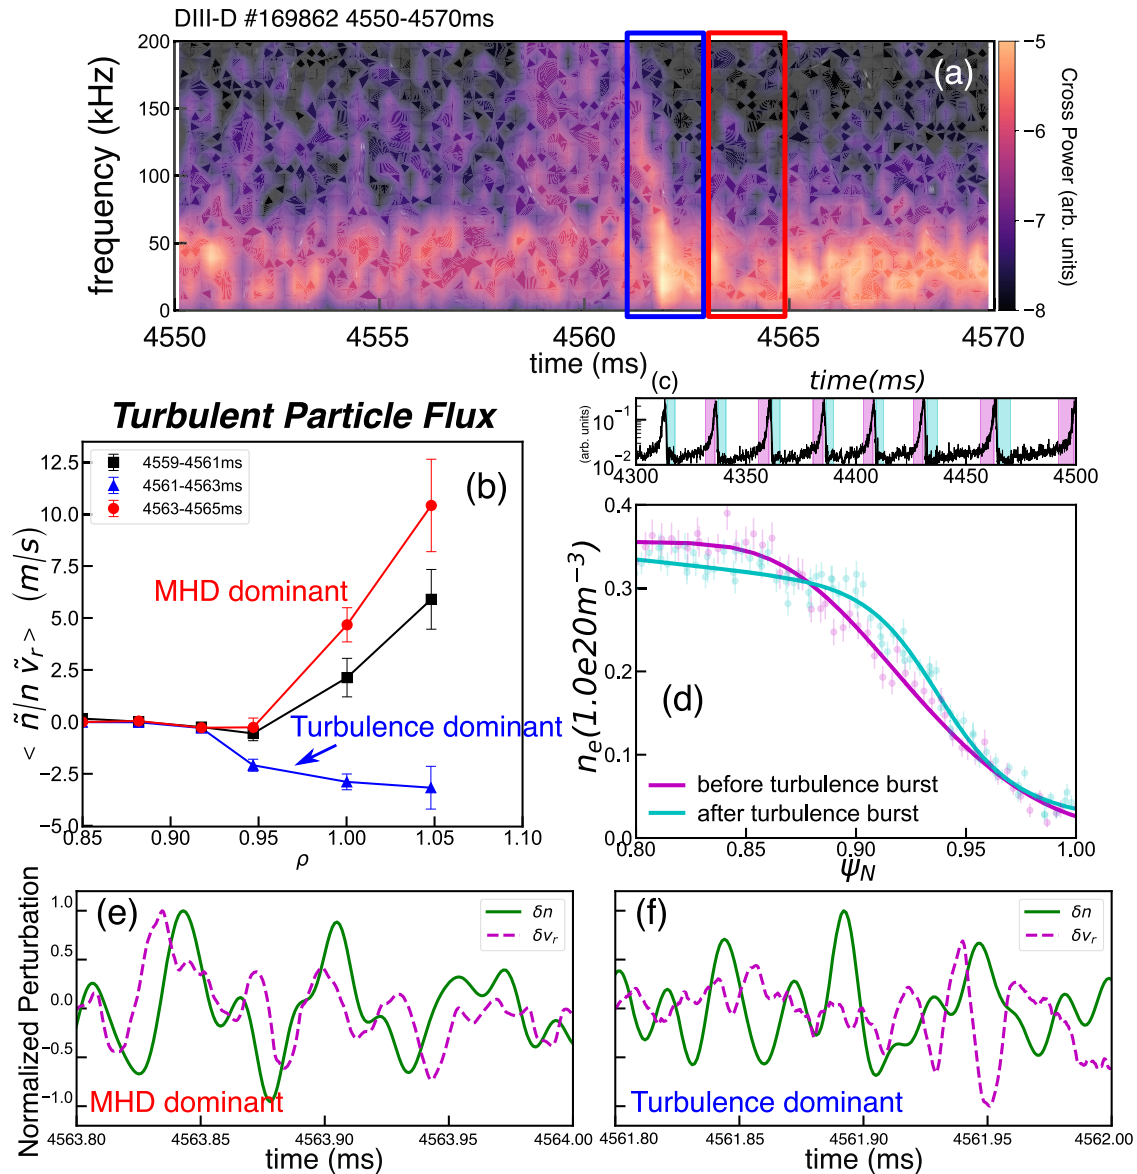 DIII-D #169862 4550-4570ms
200
150
100
50
0
frequency (kHz)
(a)
4550
4555
4560
4565
4570
time (ms)
−5
−6
−7
−8
Cross Power (arb. units)
Turbulent Particle Flux
12.5
10.0
7.5
5.0
2.5
0.0
−2.5
−5.0
< ñ/n ṽr > (m/s)
4559-4561ms
4561-4563ms
4563-4565ms
(b)
MHD dominant
Turbulence dominant
0.85
0.90
0.95
1.00
1.05
1.10
ρ
(c)
time(ms)
(arb. units)
10⁻¹
10⁻²
4300
4350
4400
4450
4500
0.4
0.3
0.2
0.1
0.0
nₑ(1.0e20m⁻³)
(d)
before turbulence burst
after turbulence burst
0.80
0.85
0.90
0.95
1.00
ψN
Normalized Perturbation
1.0
0.5
0.0
−0.5
−1.0
(e)
δn
δvr
MHD dominant
4563.80
4563.85
4563.90
4563.95
4564.00
time (ms)
(f)
δn
δvr
Turbulence dominant
4561.80
4561.85
4561.90
4561.95
4562.00
time (ms)